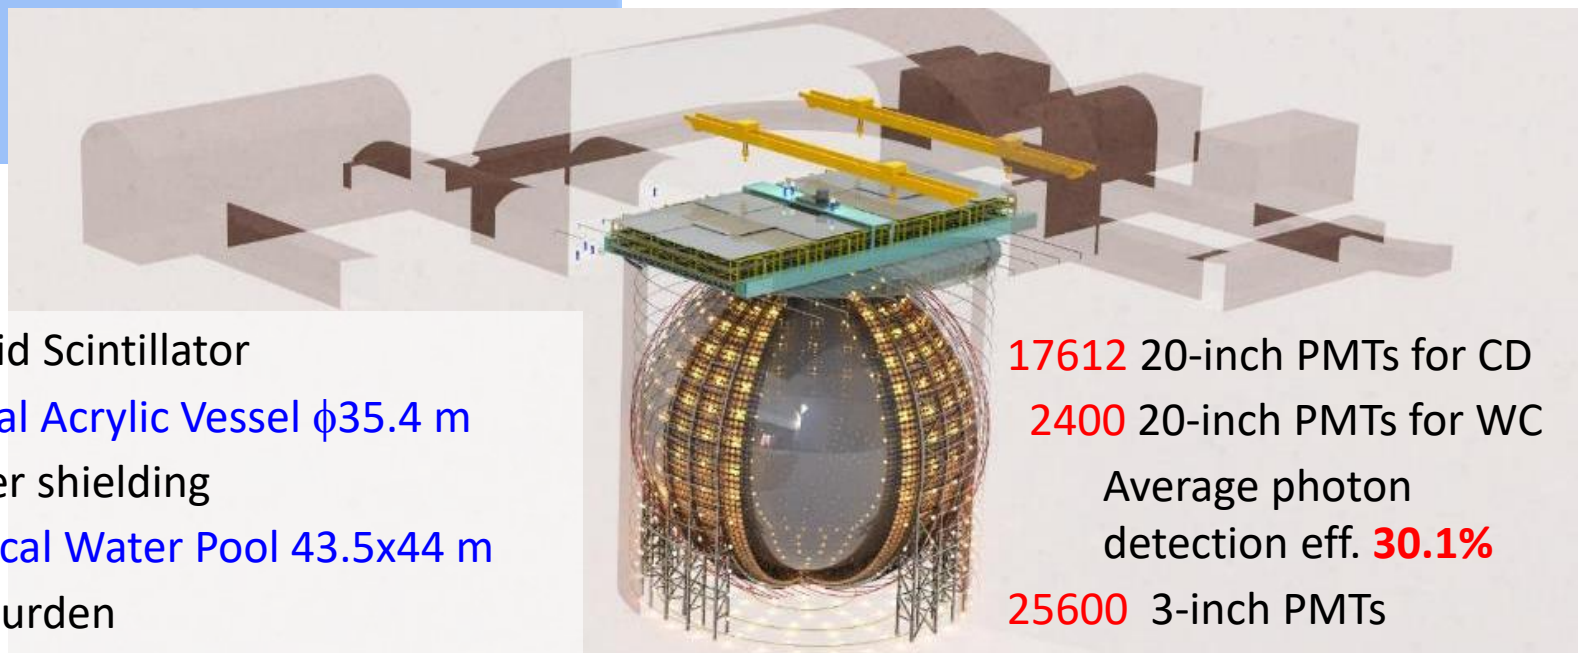 id Scintillator
al Acrylic Vessel ϕ35.4 m
er shielding
cal Water Pool 43.5x44 m
urden
17612 20-inch PMTs for CD
2400 20-inch PMTs for WC
Average photon
detection eff. 30.1%
25600 3-inch PMTs